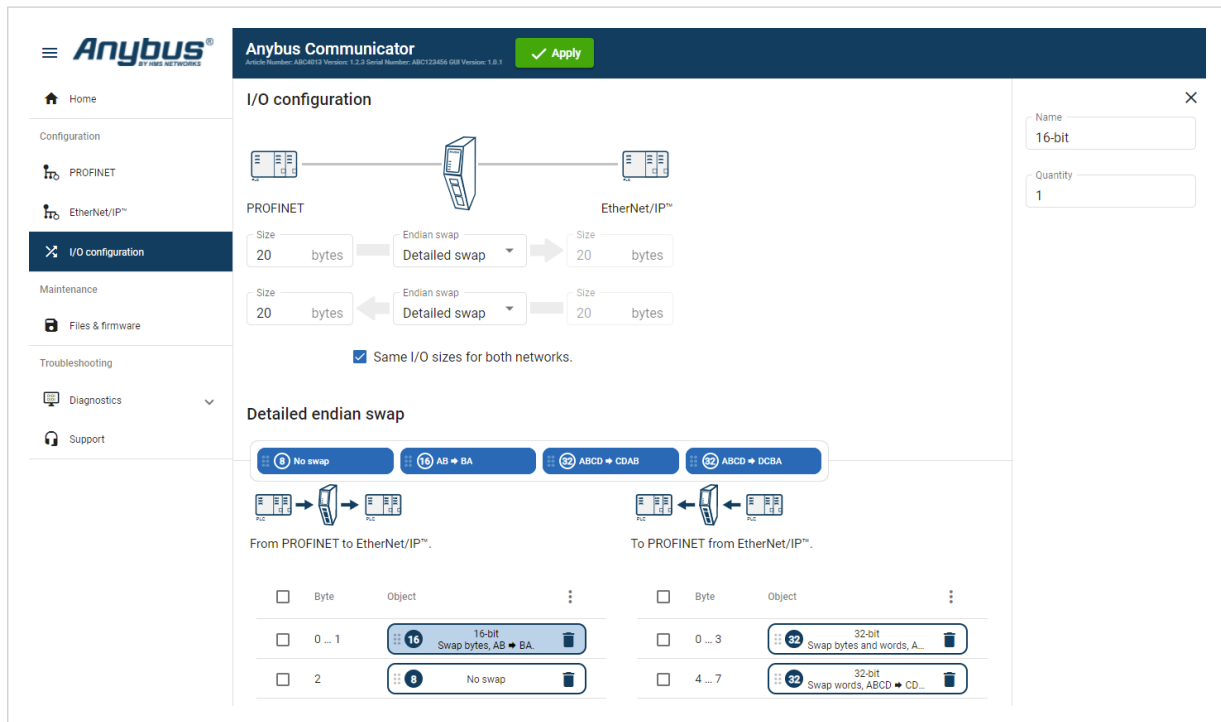 Anybus®
BY HMS NETWORKS
Anybus Communicator
Article Number: ABC4013 Version: 1.2.3 Serial Number: ABC123456 GUI Version: 1.0.1
Apply
Home
Configuration
PROFINET
EtherNet/IP™
I/O configuration
Maintenance
Files & firmware
Troubleshooting
Diagnostics
Support
I/O configuration
PLC
PLC
PROFINET
EtherNet/IP™
Size
Endian swap
Size
20 bytes
Detailed swap
20 bytes
Size
Endian swap
Size
20 bytes
Detailed swap
20 bytes
Same I/O sizes for both networks.
Detailed endian swap
8 No swap
16 AB ➡ BA
32 ABCD ➡ CDAB
32 ABCD ➡ DCBA
PLC
PLC
PLC
PLC
From PROFINET to EtherNet/IP™.
To PROFINET from EtherNet/IP™.
Byte Object
0 ... 1
16
16-bit
Swap bytes, AB ➡ BA.
2
8
No swap
Byte Object
0 ... 3
32
32-bit
Swap bytes and words, A...
4 ... 7
32
32-bit
Swap words, ABCD ➡ CD...
Name
16-bit
Quantity
1